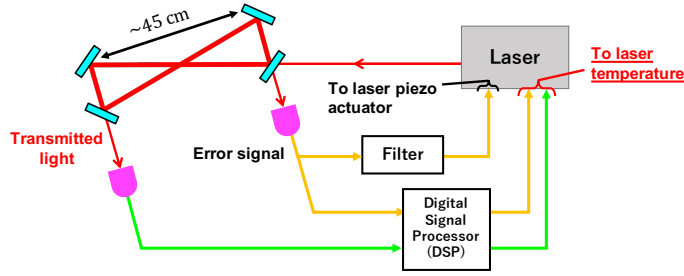 ~45 cm
Laser
To laser
temperature
To laser piezo
actuator
Transmitted
light
Error signal
Filter
Digital
Signal
Processor
(DSP)